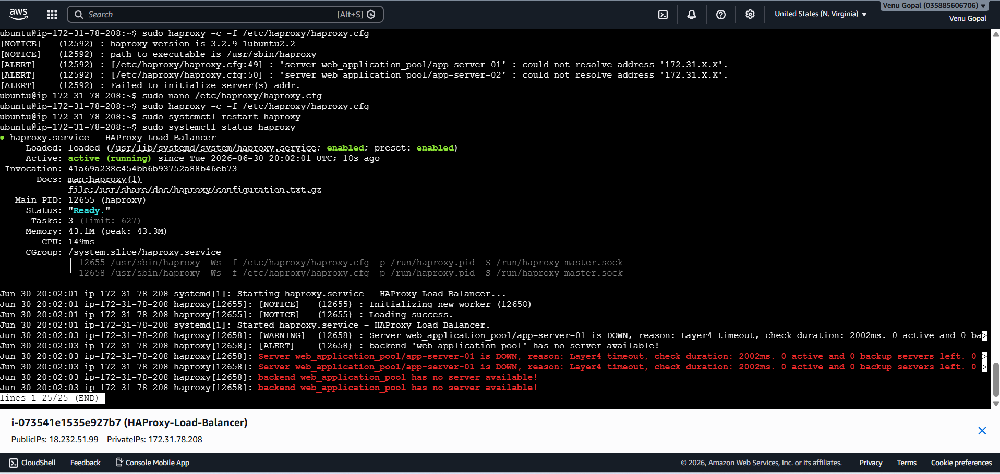 aws
Search [Alt+S]
United States (N. Virginia)
Venu Gopal (035885606706)
Venu Gopal
ubuntu@ip-172-31-78-208:~$ sudo haproxy -c -f /etc/haproxy/haproxy.cfg
[NOTICE]   (12592) : haproxy version is 3.2.9-1ubuntu2.2
[NOTICE]   (12592) : path to executable is /usr/sbin/haproxy
[ALERT]    (12592) : [/etc/haproxy/haproxy.cfg:49] : 'server web_application_pool/app-server-01' : could not resolve address '172.31.X.X'.
[ALERT]    (12592) : [/etc/haproxy/haproxy.cfg:50] : 'server web_application_pool/app-server-02' : could not resolve address '172.31.X.X'.
[ALERT]    (12592) : Failed to initialize server(s) addr.
ubuntu@ip-172-31-78-208:~$ sudo nano /etc/haproxy/haproxy.cfg
ubuntu@ip-172-31-78-208:~$ sudo haproxy -c -f /etc/haproxy/haproxy.cfg
ubuntu@ip-172-31-78-208:~$ sudo systemctl restart haproxy
ubuntu@ip-172-31-78-208:~$ sudo systemctl status haproxy
● haproxy.service - HAProxy Load Balancer
     Loaded: loaded (/usr/lib/systemd/system/haproxy.service; enabled; preset: enabled)
     Active: active (running) since Tue 2026-06-30 20:02:01 UTC; 18s ago
 Invocation: 41a69a238c454bb6b93752a88b46eb73
       Docs: man:haproxy(1)
             file:/usr/share/doc/haproxy/configuration.txt.gz
   Main PID: 12655 (haproxy)
     Status: "Ready."
      Tasks: 3 (limit: 627)
     Memory: 43.1M (peak: 43.3M)
        CPU: 149ms
     CGroup: /system.slice/haproxy.service
             ├─12655 /usr/sbin/haproxy -Ws -f /etc/haproxy/haproxy.cfg -p /run/haproxy.pid -S /run/haproxy-master.sock
             └─12658 /usr/sbin/haproxy -Ws -f /etc/haproxy/haproxy.cfg -p /run/haproxy.pid -S /run/haproxy-master.sock
Jun 30 20:02:01 ip-172-31-78-208 systemd[1]: Starting haproxy.service - HAProxy Load Balancer...
Jun 30 20:02:01 ip-172-31-78-208 haproxy[12655]: [NOTICE]   (12655) : Initializing new worker (12658)
Jun 30 20:02:01 ip-172-31-78-208 haproxy[12655]: [NOTICE]   (12655) : Loading success.
Jun 30 20:02:01 ip-172-31-78-208 systemd[1]: Started haproxy.service - HAProxy Load Balancer.
Jun 30 20:02:03 ip-172-31-78-208 haproxy[12658]: [WARNING]  (12658) : Server web_application_pool/app-server-01 is DOWN, reason: Layer4 timeout, check duration: 2002ms. 0 active and 0 ba>
Jun 30 20:02:03 ip-172-31-78-208 haproxy[12658]: [ALERT]    (12658) : backend 'web_application_pool' has no server available!
Jun 30 20:02:03 ip-172-31-78-208 haproxy[12658]: Server web_application_pool/app-server-01 is DOWN, reason: Layer4 timeout, check duration: 2002ms. 0 active and 0 backup servers left. 0 >
Jun 30 20:02:03 ip-172-31-78-208 haproxy[12658]: Server web_application_pool/app-server-01 is DOWN, reason: Layer4 timeout, check duration: 2002ms. 0 active and 0 backup servers left. 0 >
Jun 30 20:02:03 ip-172-31-78-208 haproxy[12658]: backend web_application_pool has no server available!
Jun 30 20:02:03 ip-172-31-78-208 haproxy[12658]: backend web_application_pool has no server available!
lines 1-25/25 (END)
i-073541e1535e927b7 (HAProxy-Load-Balancer)
PublicIPs: 18.232.51.99 PrivateIPs: 172.31.78.208
CloudShell Feedback Console Mobile App © 2026, Amazon Web Services, Inc. or its affiliates. Privacy Terms Cookie preferences